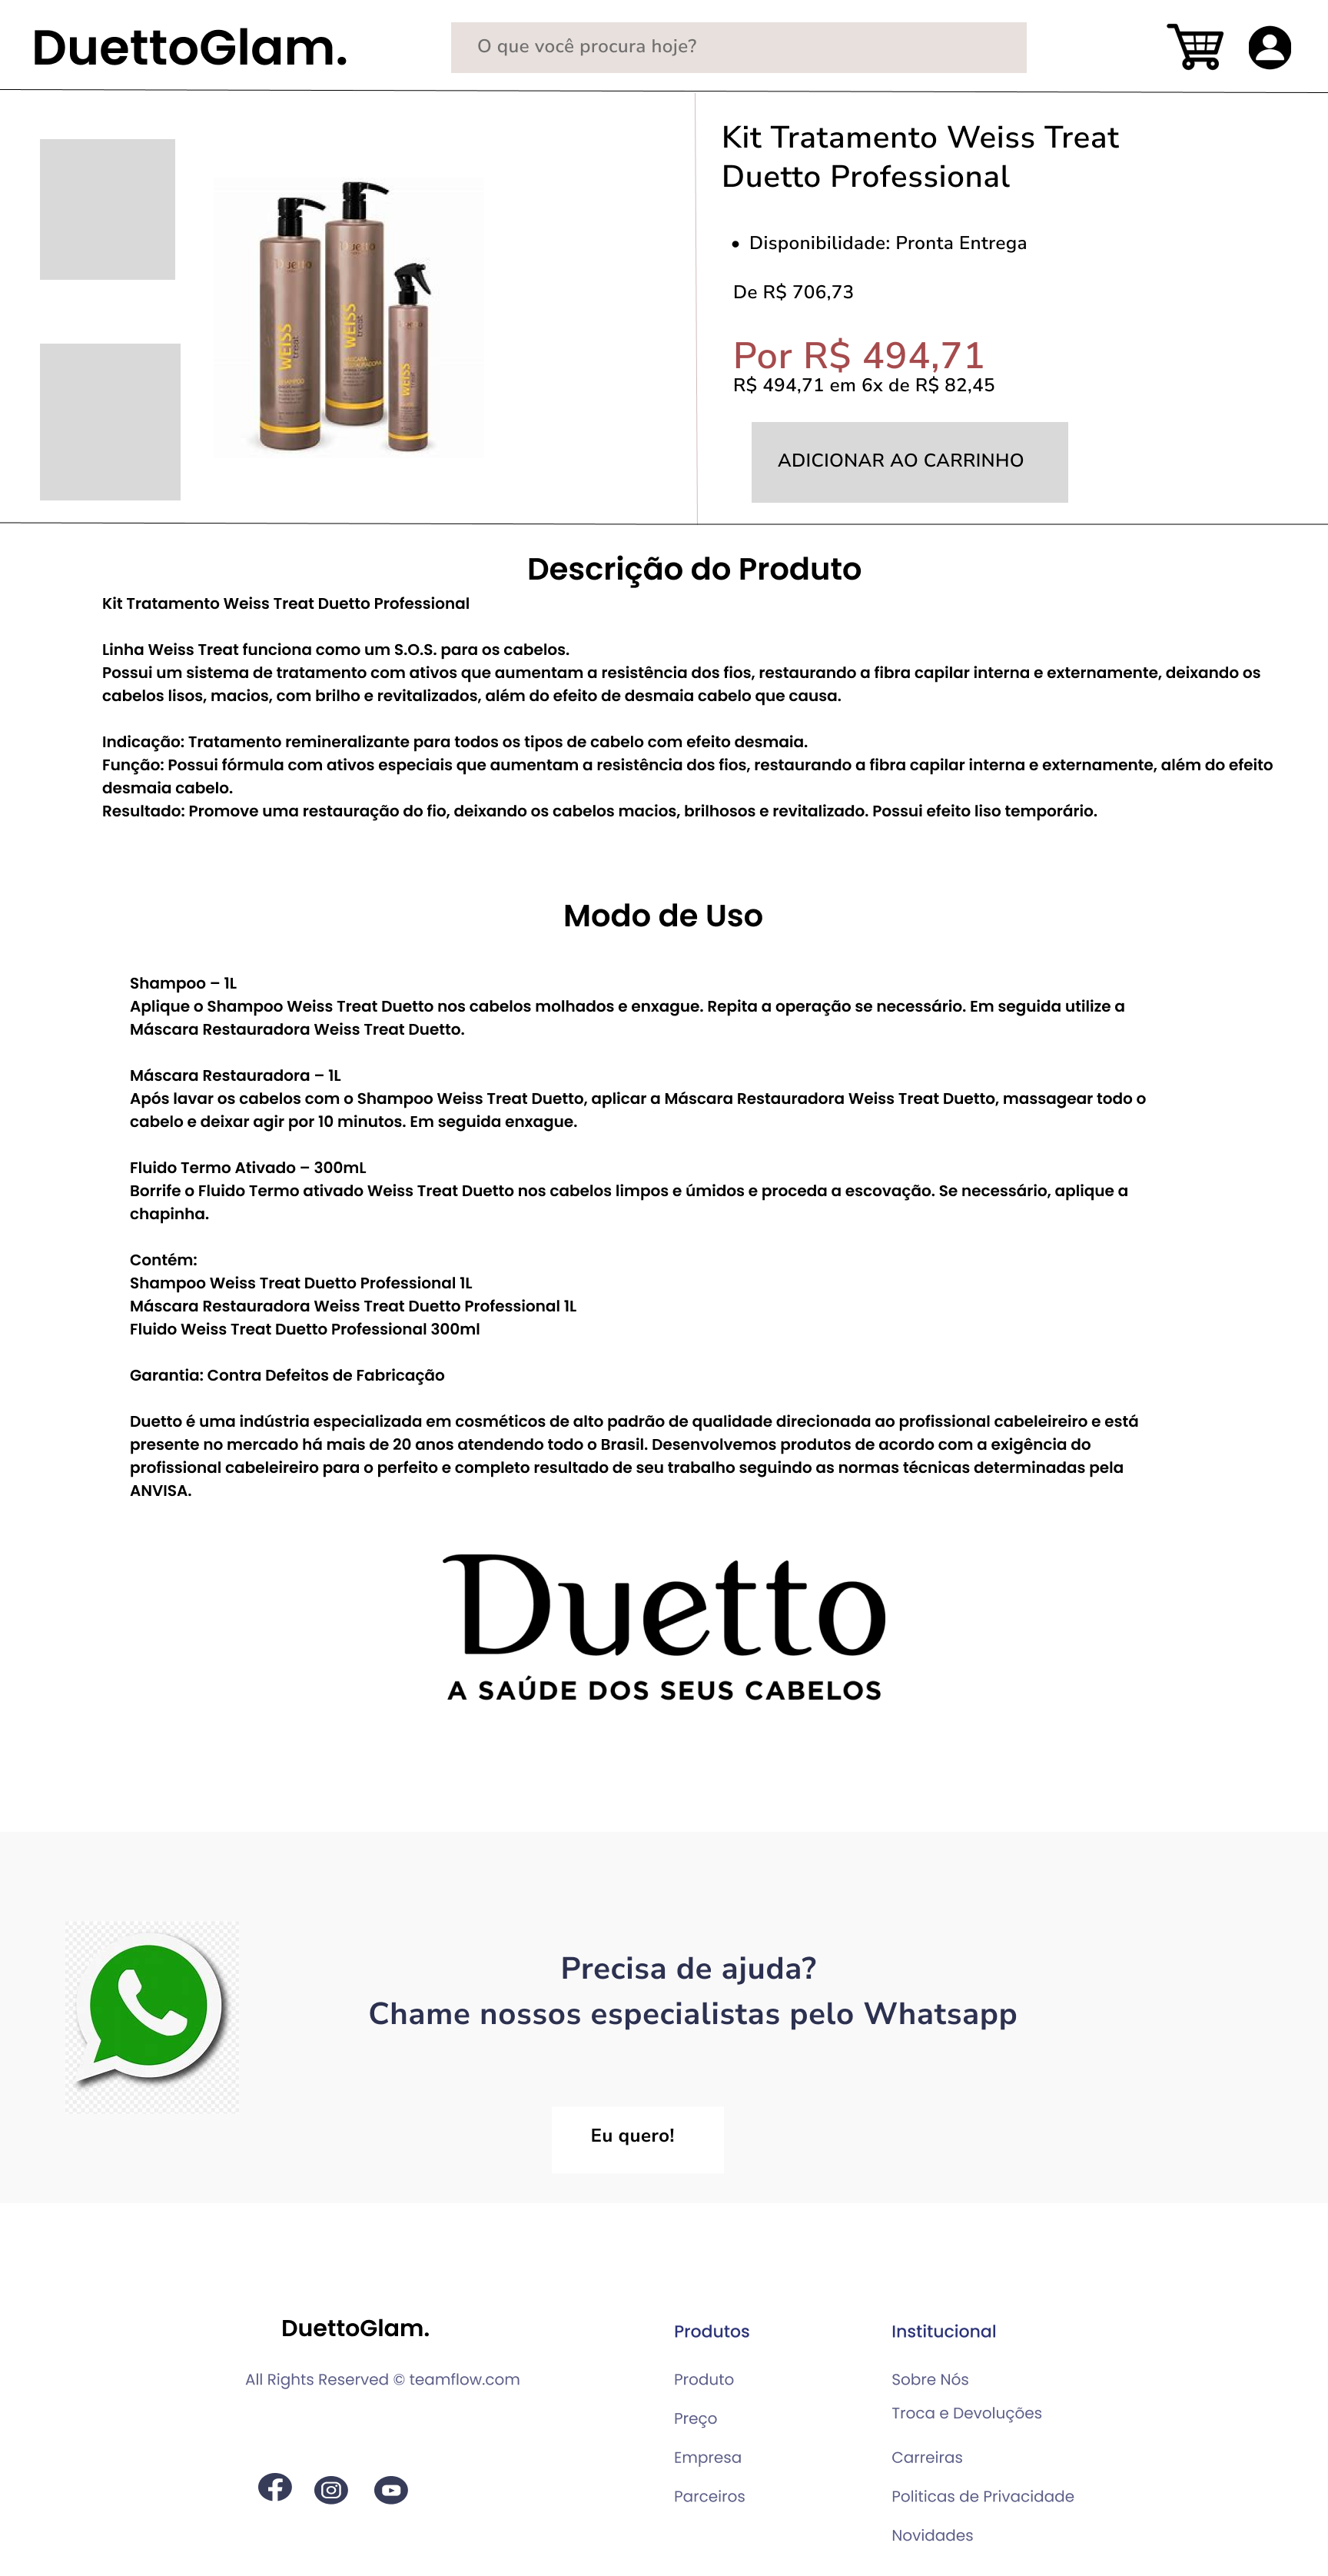 DuettoGlam.
O que você procura hoje?
Kit Tratamento Weiss Treat
Duetto Professional
• Disponibilidade: Pronta Entrega
De R$ 706,73
Por R$ 494,71
R$ 494,71 em 6x de R$ 82,45
ADICIONAR AO CARRINHO
Duetto
WEISS
treat
SHAMPOO
Duetto
WEISS
treat
MÁSCARA
RESTAURADORA
Duetto
WEISS
Descrição do Produto
Kit Tratamento Weiss Treat Duetto Professional
Linha Weiss Treat funciona como um S.O.S. para os cabelos.
Possui um sistema de tratamento com ativos que aumentam a resistência dos fios, restaurando a fibra capilar interna e externamente, deixando os
cabelos lisos, macios, com brilho e revitalizados, além do efeito de desmaia cabelo que causa.
Indicação: Tratamento remineralizante para todos os tipos de cabelo com efeito desmaia.
Função: Possui fórmula com ativos especiais que aumentam a resistência dos fios, restaurando a fibra capilar interna e externamente, além do efeito
desmaia cabelo.
Resultado: Promove uma restauração do fio, deixando os cabelos macios, brilhosos e revitalizado. Possui efeito liso temporário.
Modo de Uso
Shampoo – 1L
Aplique o Shampoo Weiss Treat Duetto nos cabelos molhados e enxague. Repita a operação se necessário. Em seguida utilize a
Máscara Restauradora Weiss Treat Duetto.
Máscara Restauradora – 1L
Após lavar os cabelos com o Shampoo Weiss Treat Duetto, aplicar a Máscara Restauradora Weiss Treat Duetto, massagear todo o
cabelo e deixar agir por 10 minutos. Em seguida enxague.
Fluido Termo Ativado – 300mL
Borrife o Fluido Termo ativado Weiss Treat Duetto nos cabelos limpos e úmidos e proceda a escovação. Se necessário, aplique a
chapinha.
Contém:
Shampoo Weiss Treat Duetto Professional 1L
Máscara Restauradora Weiss Treat Duetto Professional 1L
Fluido Weiss Treat Duetto Professional 300ml
Garantia: Contra Defeitos de Fabricação
Duetto é uma indústria especializada em cosméticos de alto padrão de qualidade direcionada ao profissional cabeleireiro e está
presente no mercado há mais de 20 anos atendendo todo o Brasil. Desenvolvemos produtos de acordo com a exigência do
profissional cabeleireiro para o perfeito e completo resultado de seu trabalho seguindo as normas técnicas determinadas pela
ANVISA.
Duetto
A SAÚDE DOS SEUS CABELOS
Precisa de ajuda?
Chame nossos especialistas pelo Whatsapp
Eu quero!
DuettoGlam.
All Rights Reserved © teamflow.com
Produtos
Produto
Preço
Empresa
Parceiros
Institucional
Sobre Nós
Troca e Devoluções
Carreiras
Politicas de Privacidade
Novidades